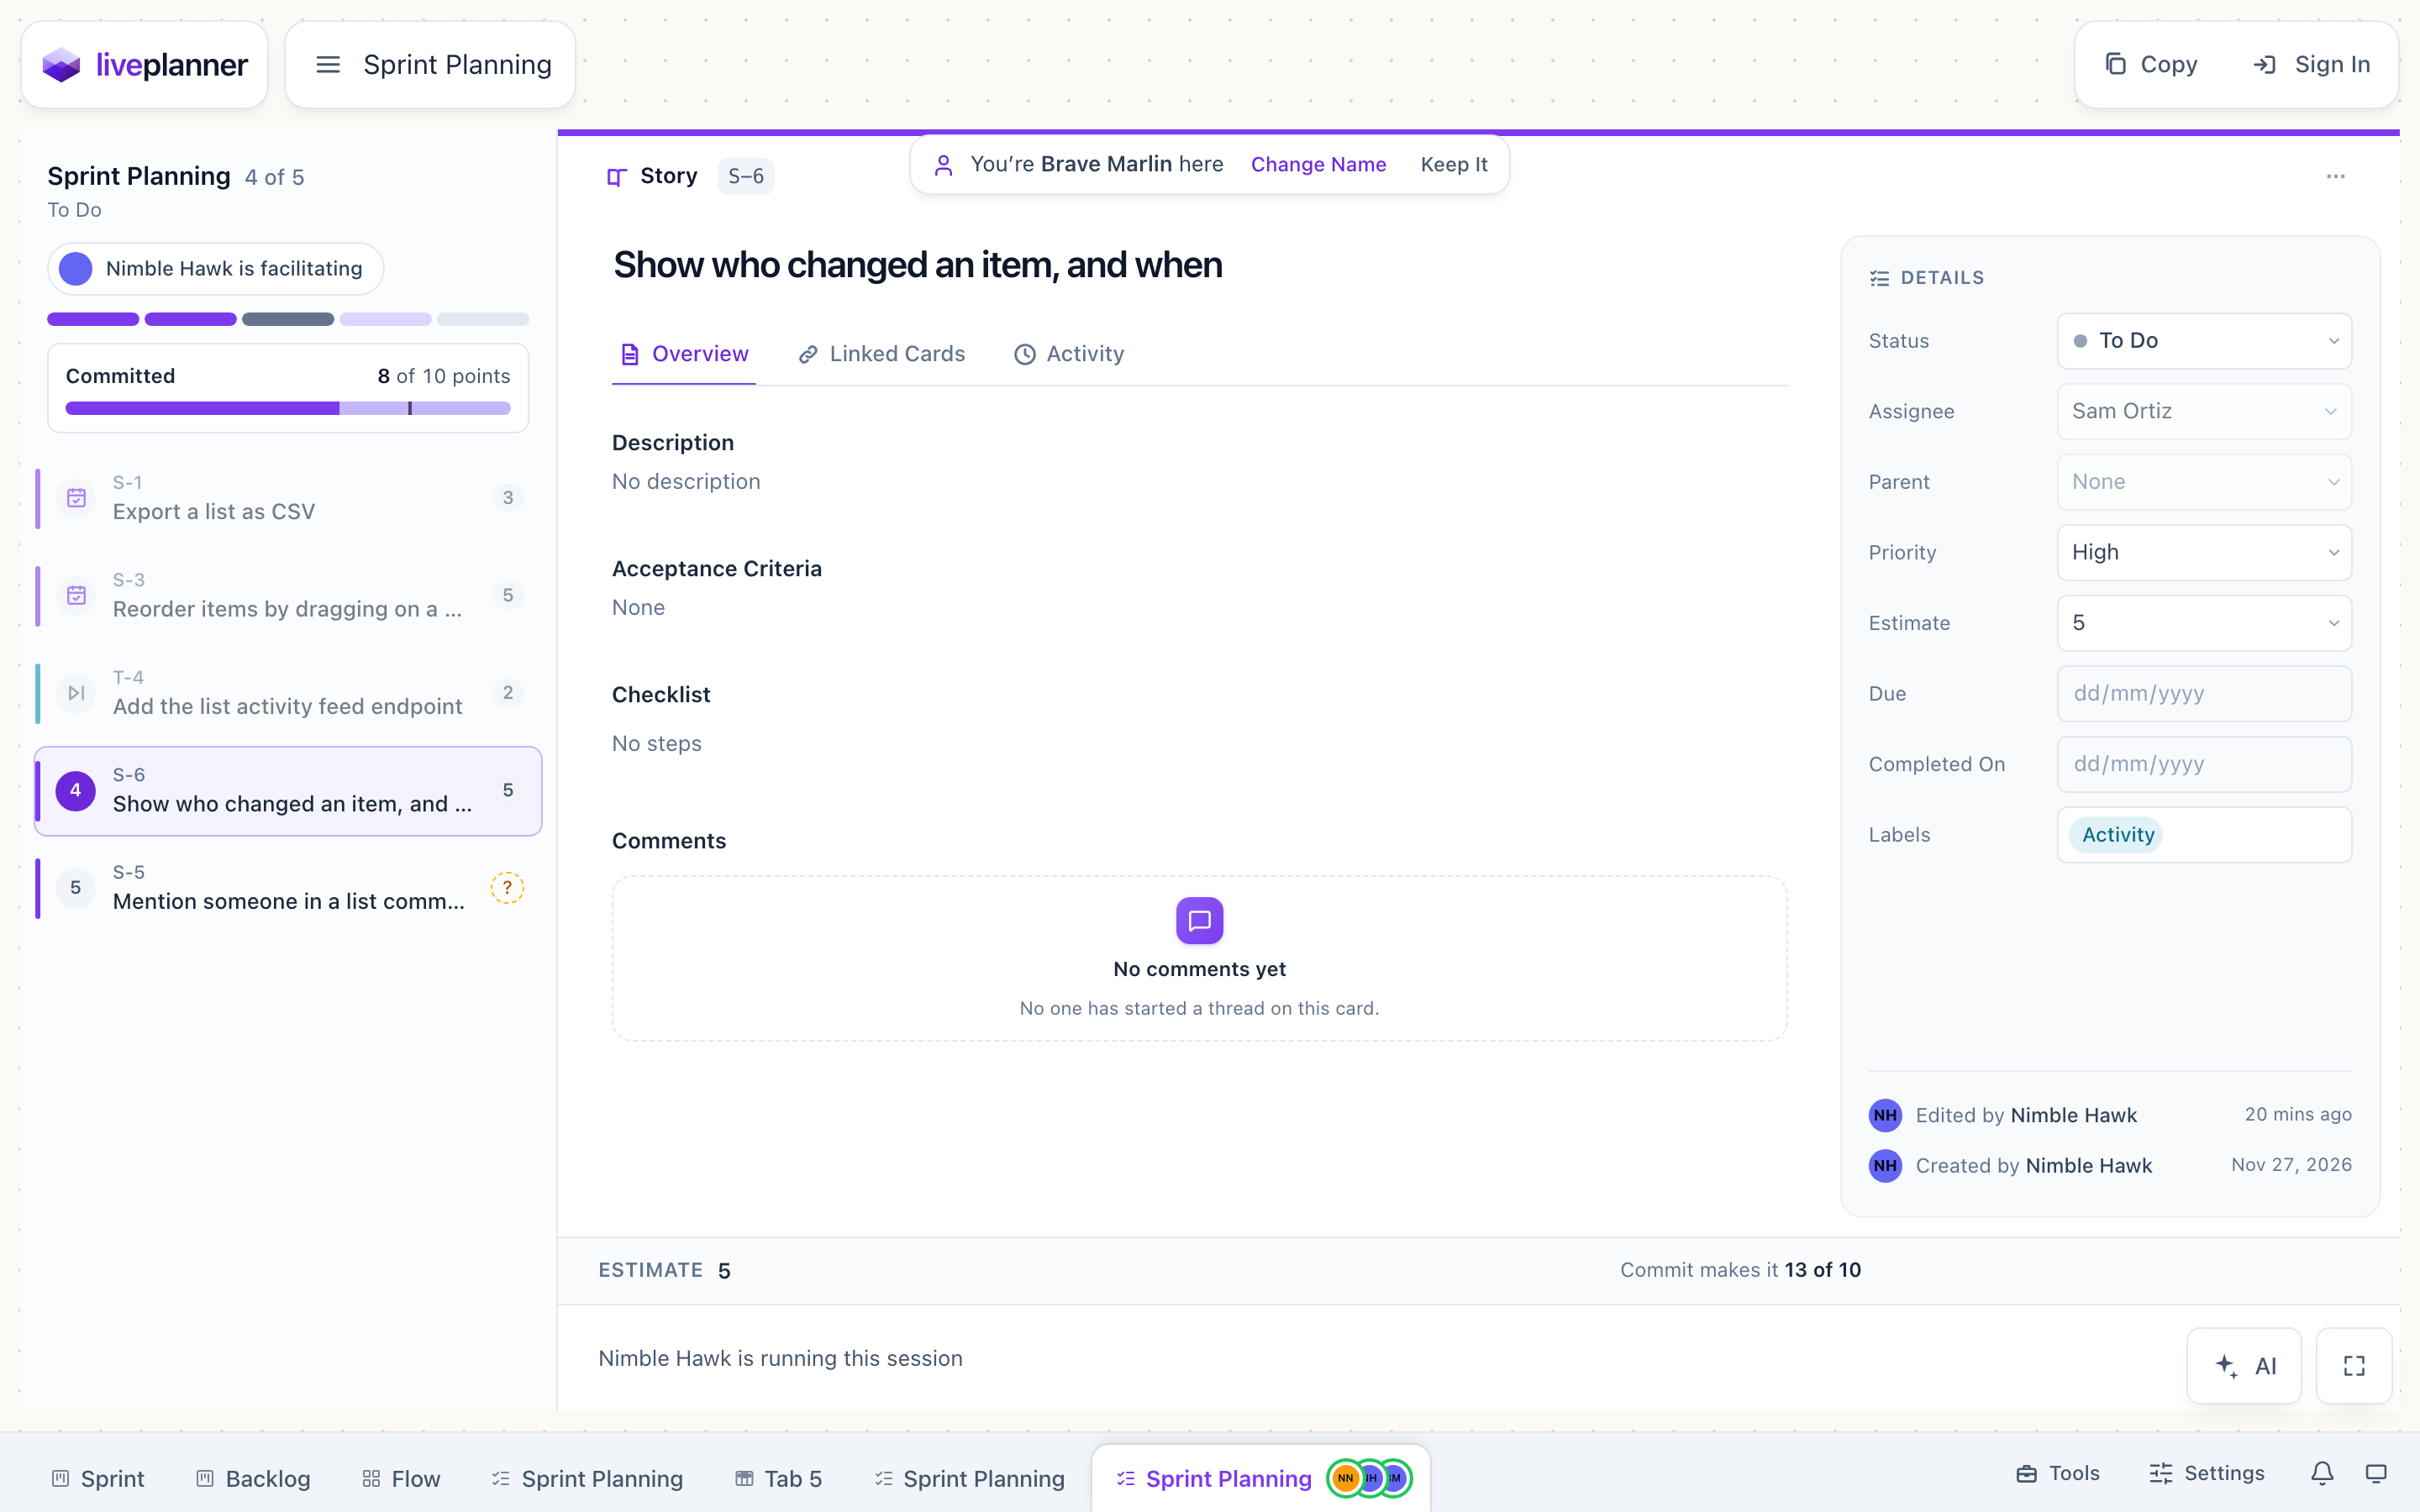 liveplanner
Sprint Planning
Copy
Sign In
Sprint Planning 4 of 5
To Do
Nimble Hawk is facilitating
Committed 8 of 10 points
S-1
Export a list as CSV 3
S-3
Reorder items by dragging on a ... 5
T-4
Add the list activity feed endpoint 2
4 S-6
Show who changed an item, and ... 5
5 S-5
Mention someone in a list comm... ?
Story S-6
You're Brave Marlin here Change Name Keep It
Show who changed an item, and when
Overview Linked Cards Activity
Description
No description
Acceptance Criteria
None
Checklist
No steps
Comments
No comments yet
No one has started a thread on this card.
DETAILS
Status To Do
Assignee Sam Ortiz
Parent None
Priority High
Estimate 5
Due dd/mm/yyyy
Completed On dd/mm/yyyy
Labels Activity
NH Edited by Nimble Hawk 20 mins ago
NH Created by Nimble Hawk Nov 27, 2026
ESTIMATE 5
Commit makes it 13 of 10
Nimble Hawk is running this session
AI
Sprint Backlog Flow Sprint Planning Tab 5 Sprint Planning Sprint Planning NN NH BM
Tools Settings